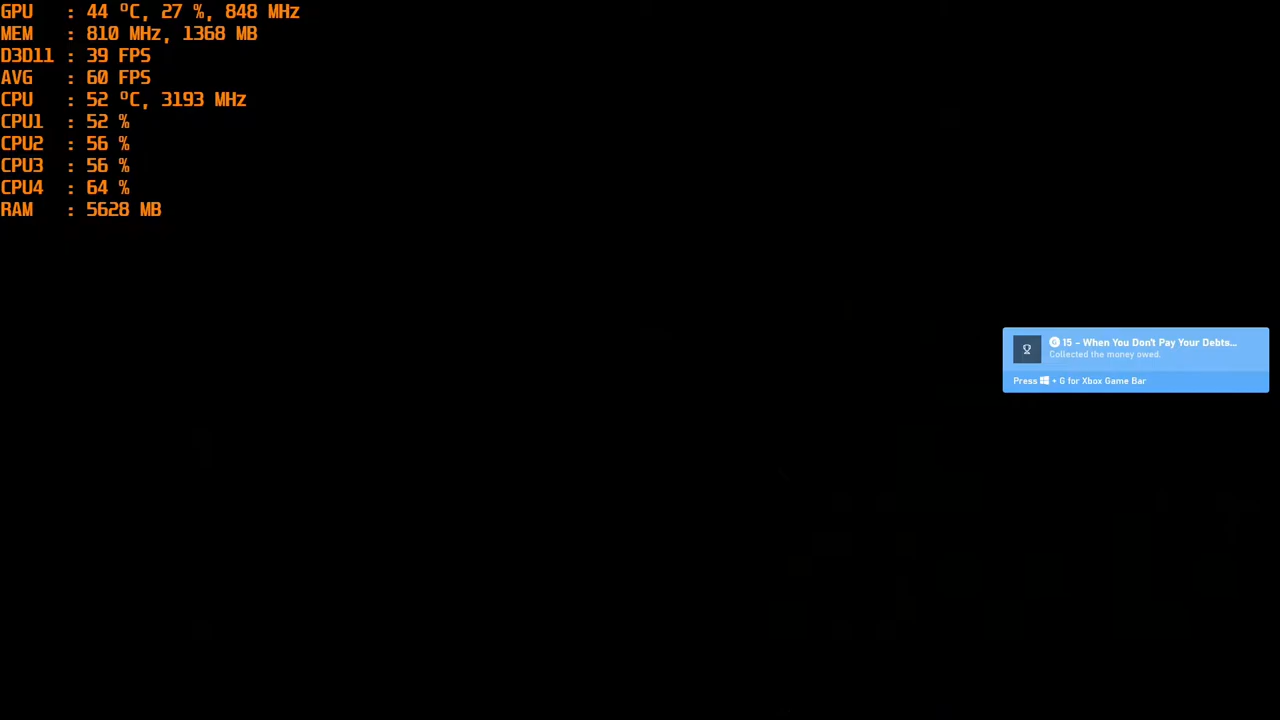 GPU : 44 ºC, 27 %, 848 MHz
MEM : 810 MHz, 1368 MB
D3D11 : 39 FPS
AVG : 60 FPS
CPU : 52 ºC, 3193 MHz
CPU1 : 52 %
CPU2 : 56 %
CPU3 : 56 %
CPU4 : 64 %
RAM : 5628 MB
G 15 - When You Don't Pay Your Debts...
Collected the money owed.
Press + G for Xbox Game Bar